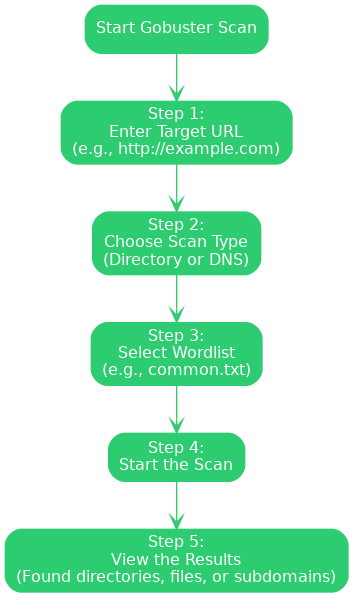 Start Gobuster Scan
Step 1:
Enter Target URL
(e.g., http://example.com)
Step 2:
Choose Scan Type
(Directory or DNS)
Step 3:
Select Wordlist
(e.g., common.txt)
Step 4:
Start the Scan
Step 5:
View the Results
(Found directories, files, or subdomains)